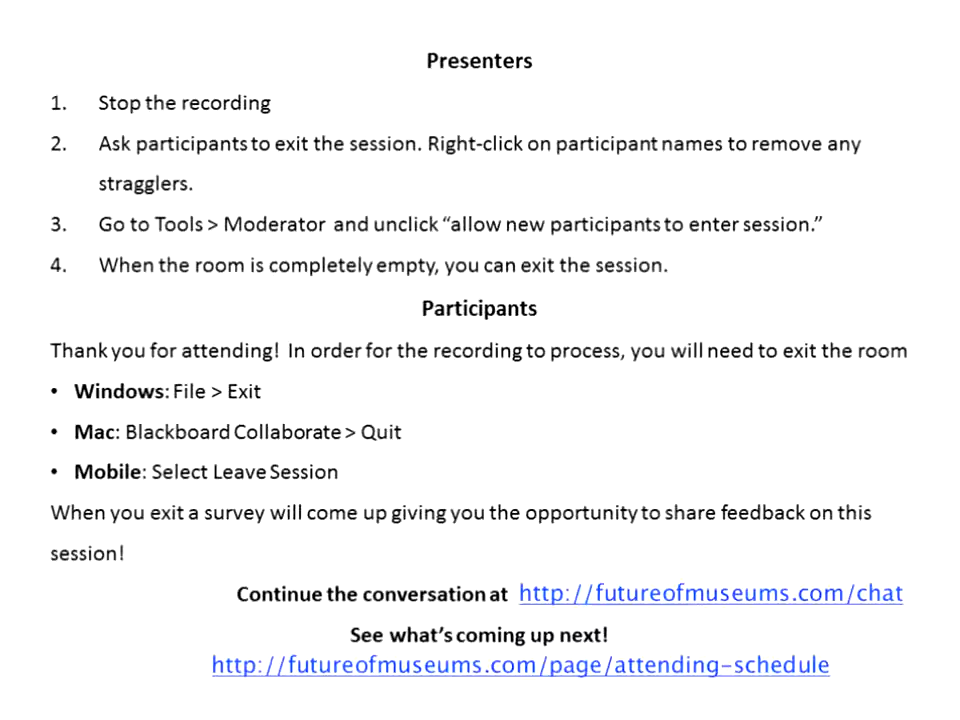 Presenters
1. Stop the recording
2. Ask participants to exit the session. Right-click on participant names to remove any
stragglers.
3. Go to Tools > Moderator and unclick “allow new participants to enter session.”
4. When the room is completely empty, you can exit the session.
Participants
Thank you for attending! In order for the recording to process, you will need to exit the room
• Windows: File > Exit
• Mac: Blackboard Collaborate > Quit
• Mobile: Select Leave Session
When you exit a survey will come up giving you the opportunity to share feedback on this
session!
Continue the conversation at http://futureofmuseums.com/chat
See what’s coming up next!
http://futureofmuseums.com/page/attending-schedule